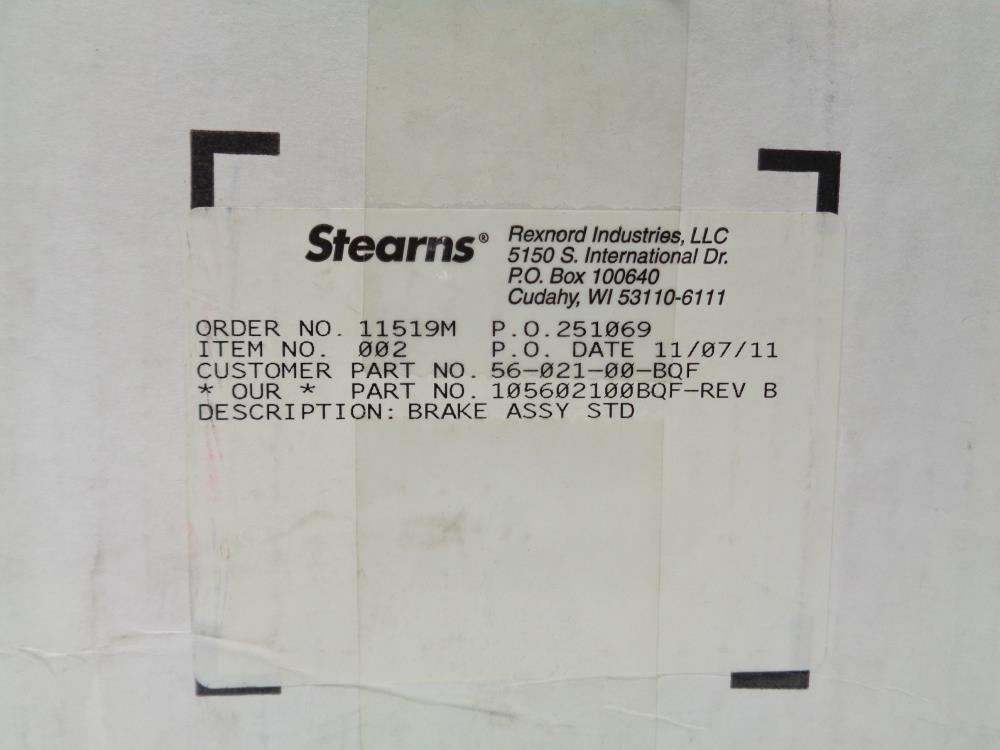 Stearns® Rexnord Industries, LLC
5150 S. International Dr.
P.O. Box 100640
Cudahy, WI 53110-6111
ORDER NO. 11519M P.O.251069
ITEM NO. 002 P.O. DATE 11/07/11
CUSTOMER PART NO. 56-021-00-BQF
* OUR * PART NO. 105602100BQF-REV B
DESCRIPTION: BRAKE ASSY STD